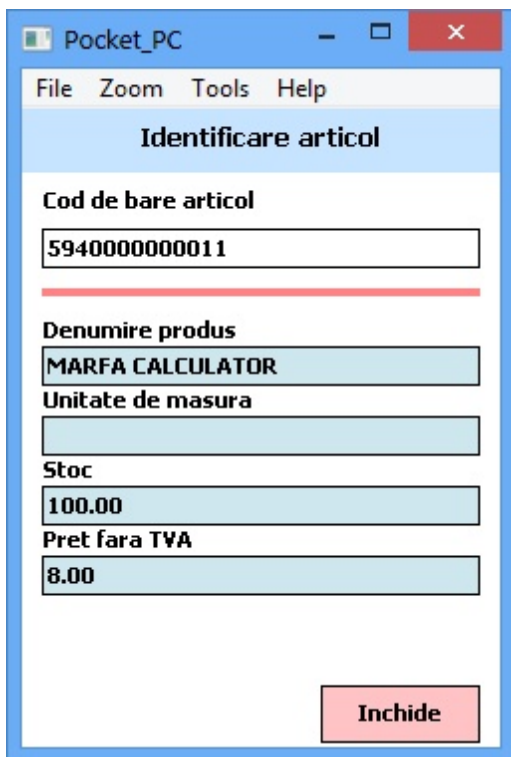 Pocket_PC
File Zoom Tools Help
Identificare articol
Cod de bare articol
5940000000011
Denumire produs
MARFA CALCULATOR
Unitate de masura
Stoc
100.00
Pret fara TVA
8.00
Inchide